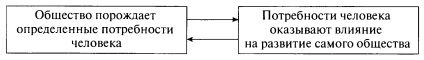 Общество порождает
определенные потребности
человека
Потребности человека
оказывают влияние
на развитие самого общества